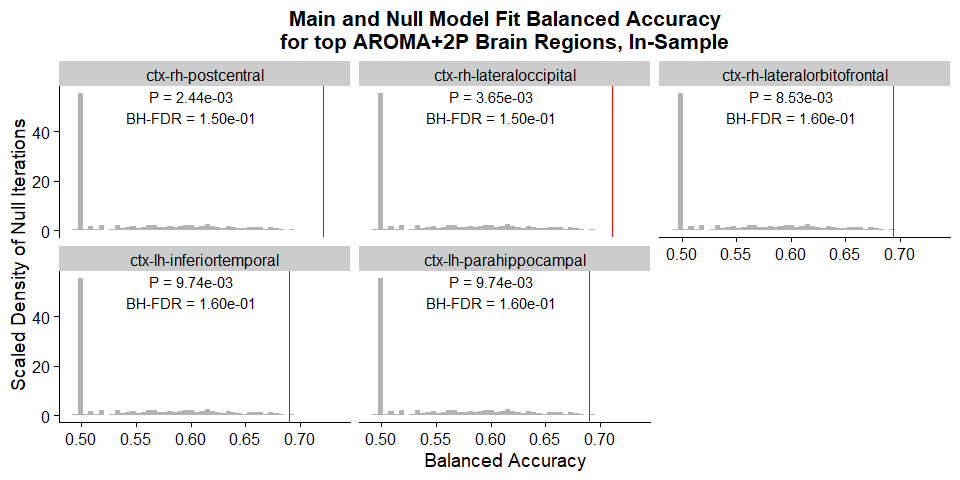 Main and Null Model Fit Balanced Accuracy
for top AROMA+2P Brain Regions, In-Sample
ctx-rh-postcentral
P = 2.44e-03
BH-FDR = 1.50e-01
ctx-rh-lateraloccipital
P = 3.65e-03
BH-FDR = 1.50e-01
ctx-rh-lateralorbitofrontal
P = 8.53e-03
BH-FDR = 1.60e-01
40
20
0
0.50 0.55 0.60 0.65 0.70
ctx-lh-inferiortemporal
P = 9.74e-03
BH-FDR = 1.60e-01
ctx-lh-parahippocampal
P = 9.74e-03
BH-FDR = 1.60e-01
40
20
0
0.50 0.55 0.60 0.65 0.70
0.50 0.55 0.60 0.65 0.70
Balanced Accuracy
Scaled Density of Null Iterations